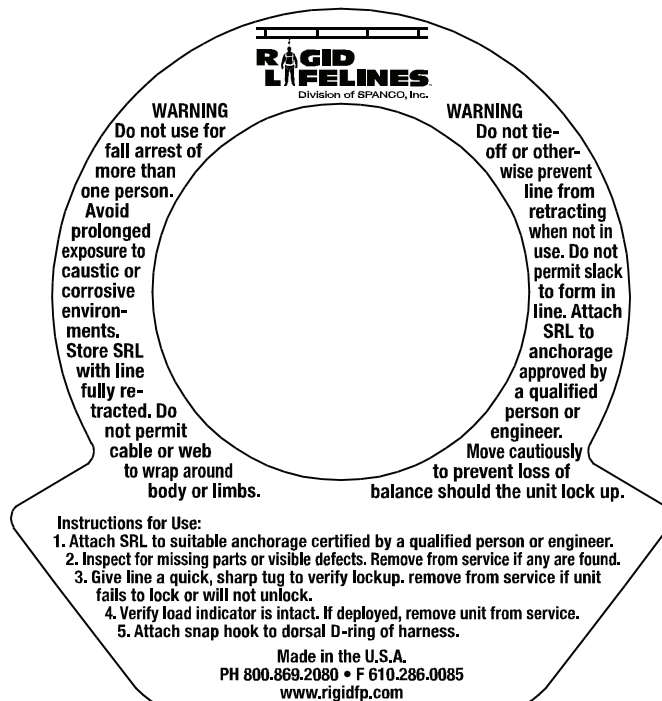 RIGID
LIFELINES
Division of SPANCO, Inc.
WARNING
Do not use for
fall arrest of
more than
one person.
Avoid
prolonged
exposure to
caustic or
corrosive
environ-
ments.
Store SRL
with line
fully re-
tracted. Do
not permit
cable or web
to wrap around
body or limbs.
WARNING
Do not tie-
off or other-
wise prevent
line from
retracting
when not in
use. Do not
permit slack
to form in
line. Attach
SRL to
anchorage
approved by
a qualified
person or
engineer.
Move cautiously
to prevent loss of
balance should the unit lock up.
Instructions for Use:
1. Attach SRL to suitable anchorage certified by a qualified person or engineer.
2. Inspect for missing parts or visible defects. Remove from service if any are found.
3. Give line a quick, sharp tug to verify lockup. remove from service if unit
fails to lock or will not unlock.
4. Verify load indicator is intact. If deployed, remove unit from service.
5. Attach snap hook to dorsal D-ring of harness.
Made in the U.S.A.
PH 800.869.2080 • F 610.286.0085
www.rigidfp.com